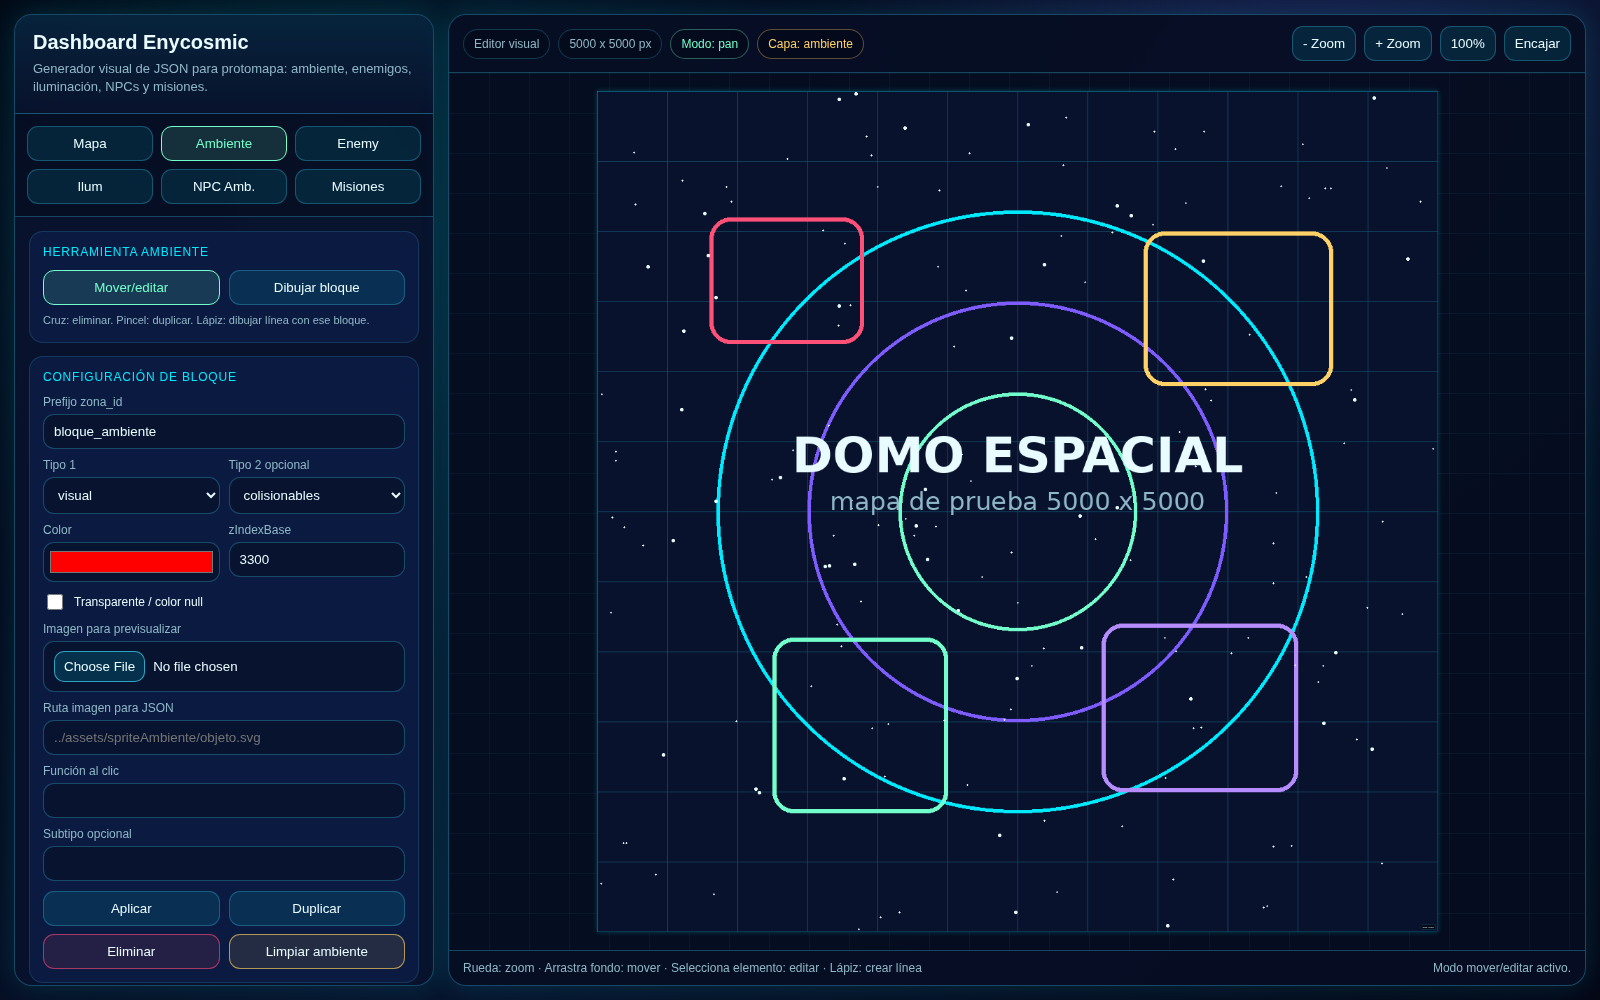 Dashboard Enycosmic
Generador visual de JSON para protomapa: ambiente, enemigos,
iluminación, NPCs y misiones.
Mapa
Ambiente
Enemy
Ilum
NPC Amb.
Misiones
HERRAMIENTA AMBIENTE
Mover/editar
Dibujar bloque
Cruz: eliminar. Pincel: duplicar. Lápiz: dibujar línea con ese bloque.
CONFIGURACIÓN DE BLOQUE
Prefijo zona_id
bloque_ambiente
Tipo 1
Tipo 2 opcional
visual
colisionables
Color
zIndexBase
3300
Transparente / color null
Imagen para previsualizar
Choose File No file chosen
Ruta imagen para JSON
../assets/spriteAmbiente/objeto.svg
Función al clic
Subtipo opcional
Aplicar
Duplicar
Eliminar
Limpiar ambiente
Editor visual
5000 x 5000 px
Modo: pan
Capa: ambiente
- Zoom
+ Zoom
100%
Encajar
DOMO ESPACIAL
mapa de prueba 5000 x 5000
Rueda: zoom · Arrastra fondo: mover · Selecciona elemento: editar · Lápiz: crear línea
Modo mover/editar activo.